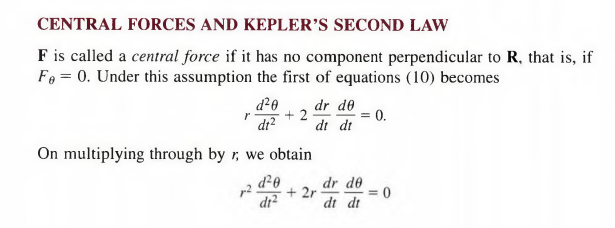 CENTRAL FORCES AND KEPLER'S SECOND LAW
F is called a central force if it has no component perpendicular to R, that is, if
F_θ = 0. Under this assumption the first of equations (10) becomes
r d²θ/dt² + 2 dr/dt dθ/dt = 0.
On multiplying through by r, we obtain
r² d²θ/dt² + 2r dr/dt dθ/dt = 0